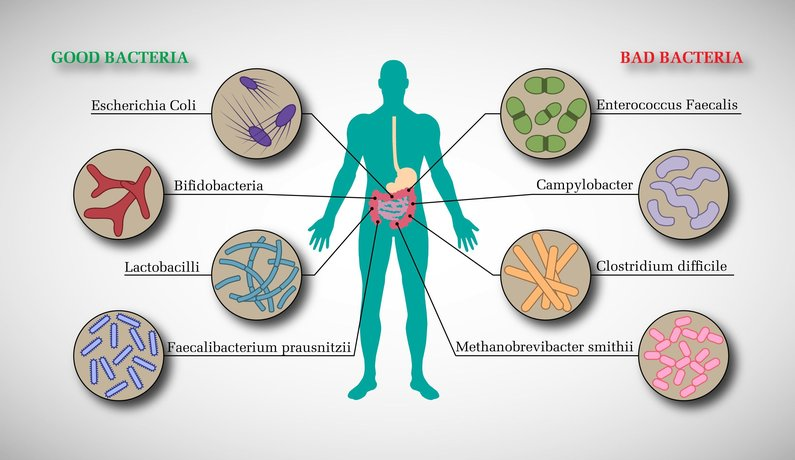 GOOD BACTERIA
BAD BACTERIA
Escherichia Coli
Enterococcus Faecalis
Bifidobacteria
Campylobacter
Lactobacilli
Clostridium difficile
Faecalibacterium prausnitzii
Methanobrevibacter smithii